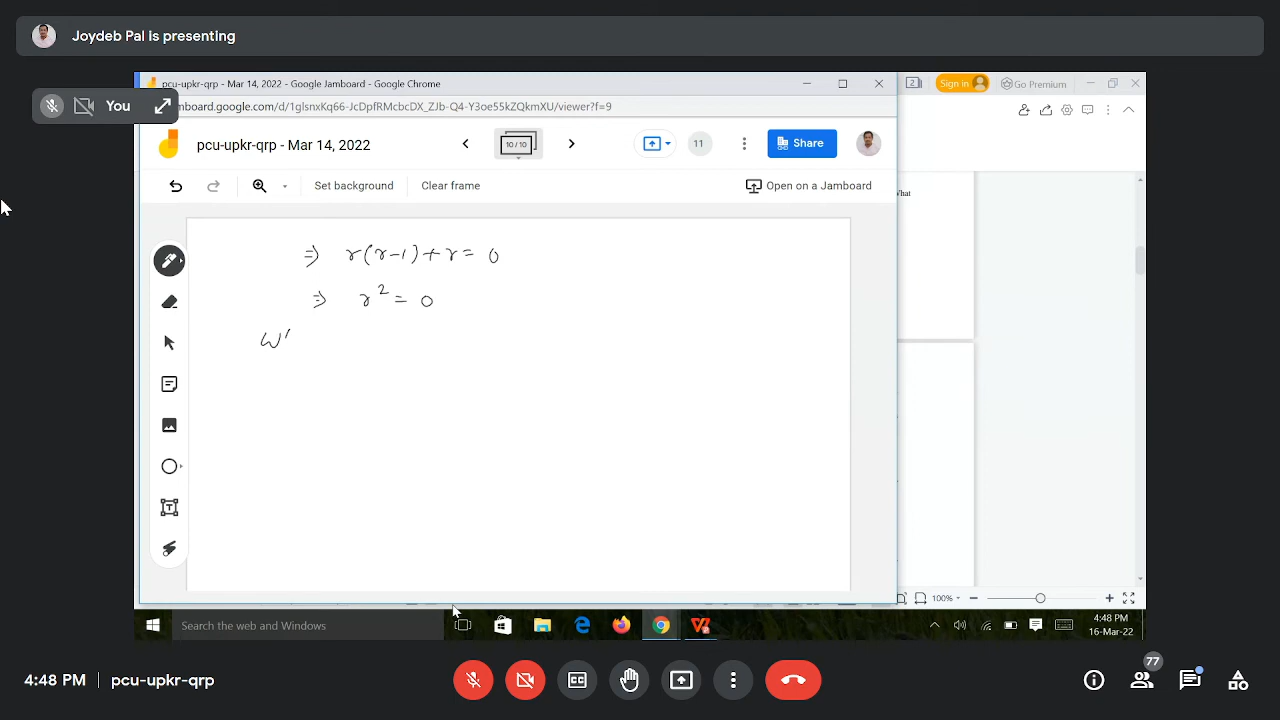 Joydeb Pal is presenting
pcu-upkr-qrp - Mar 14, 2022 - Google Jamboard - Google Chrome
2
Sign in
Go Premium
You
amboard.google.com/d/1glsnxKq66-JcDpfRMcbcDX_ZJb-Q4-Y3oe55kZQkmXU/viewer?f=9
pcu-upkr-qrp - Mar 14, 2022
10 / 10
11
Share
Set background
Clear frame
Open on a Jamboard
What
⇒ r(r-1)+r = 0
⇒ r² = 0
W'
100%
Search the web and Windows
4:48 PM
16-Mar-22
4:48 PM
pcu-upkr-qrp
77